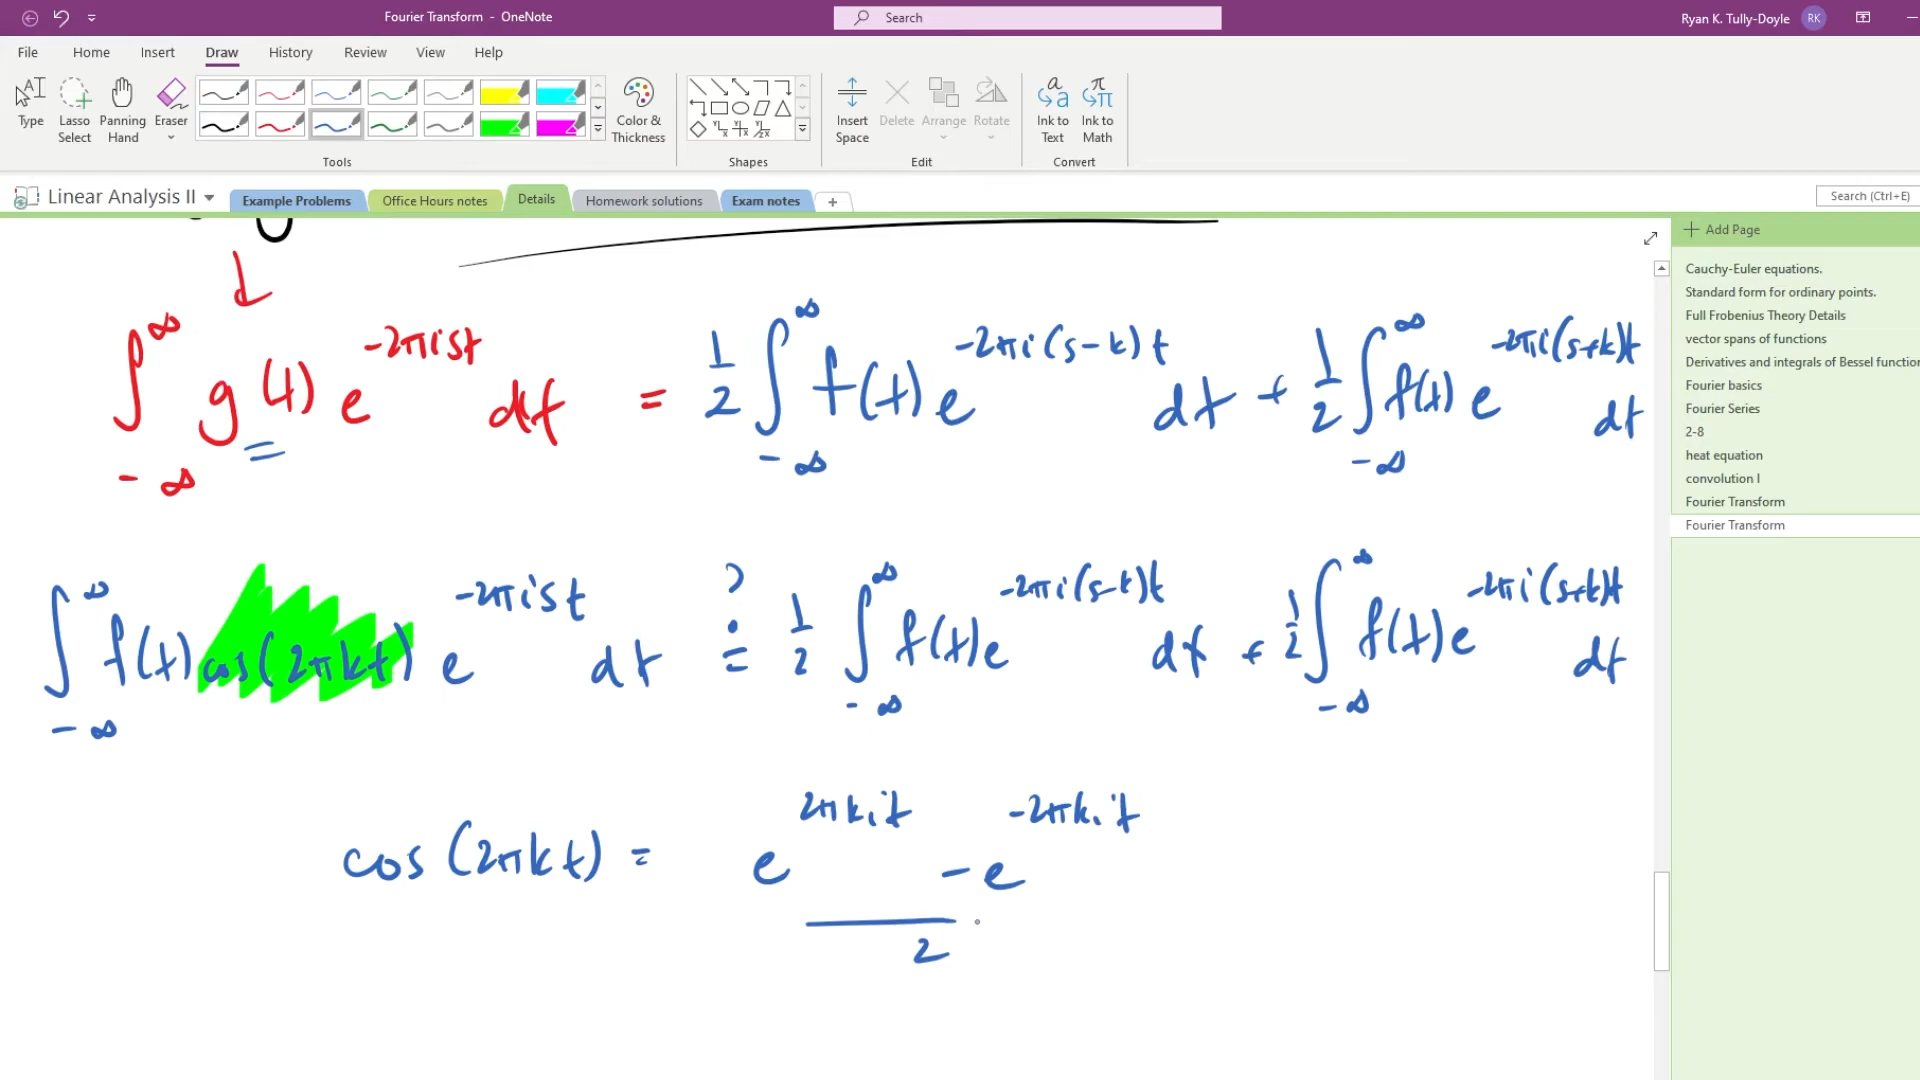 Fourier Transform - OneNote
Search
Ryan K. Tully-Doyle
RK
File Home Insert Draw History Review View Help
Type
Lasso Select
Panning Hand
Eraser
Tools
Color & Thickness
Shapes
Insert Space
Delete
Arrange
Rotate
Edit
Ink to Text
Ink to Math
Convert
Linear Analysis II
Example Problems
Office Hours notes
Details
Homework solutions
Exam notes
Search (Ctrl+E)
Add Page
Cauchy-Euler equations.
Standard form for ordinary points.
Full Frobenius Theory Details
vector spans of functions
Derivatives and integrals of Bessel function
Fourier basics
Fourier Series
2-8
heat equation
convolution I
Fourier Transform
Fourier Transform
∫_{-∞}^{∞} g(t) e^{-2πist} dt = 1/2 ∫_{-∞}^{∞} f(t) e^{-2πi(s-k)t} dt + 1/2 ∫_{-∞}^{∞} f(t) e^{-2πi(s+k)t} dt
∫_{-∞}^{∞} f(t) cos(2πkt) e^{-2πist} dt ?= 1/2 ∫_{-∞}^{∞} f(t) e^{-2πi(s-k)t} dt + 1/2 ∫_{-∞}^{∞} f(t) e^{-2πi(s+k)t} dt
cos(2πkt) = (e^{2πkit} - e^{-2πkit}) / 2